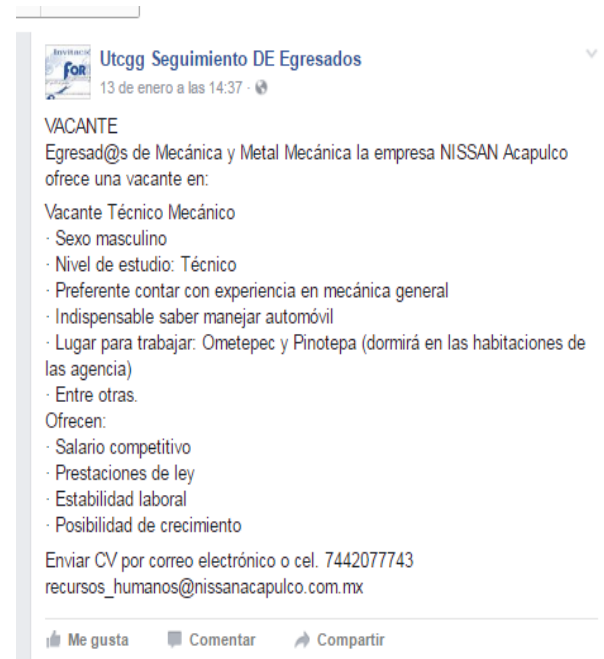 Invitació
FOR
Utcgg Seguimiento DE Egresados
13 de enero a las 14:37 ·
VACANTE
Egresad@s de Mecánica y Metal Mecánica la empresa NISSAN Acapulco
ofrece una vacante en:
Vacante Técnico Mecánico
· Sexo masculino
· Nivel de estudio: Técnico
· Preferente contar con experiencia en mecánica general
· Indispensable saber manejar automóvil
· Lugar para trabajar: Ometepec y Pinotepa (dormirá en las habitaciones de
las agencia)
· Entre otras.
Ofrecen:
· Salario competitivo
· Prestaciones de ley
· Estabilidad laboral
· Posibilidad de crecimiento
Enviar CV por correo electrónico o cel. 7442077743
recursos_humanos@nissanacapulco.com.mx
Me gusta Comentar Compartir